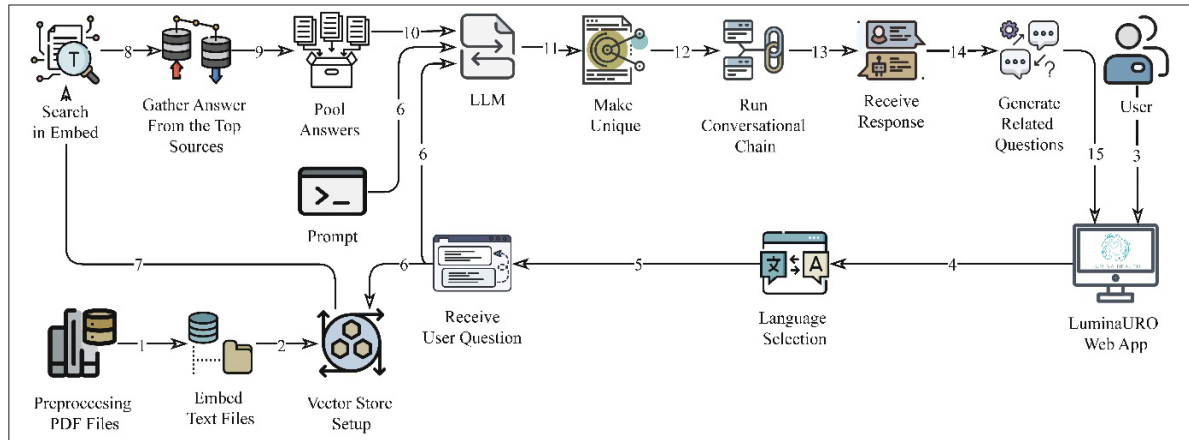 8
9
10
11
12
13
14
6
6
15
3
T
Search
in Embed
Gather Answer
From the Top
Sources
Pool
Answers
LLM
Make
Unique
Run
Conversational
Chain
Receive
Response
Generate
Related
Questions
User
Prompt
7
6
5
4
A
Receive
User Question
Language
Selection
LuminaURO
Web App
1
2
Preprocecsing
PDF Files
Embed
Text Files
Vector Store
Setup